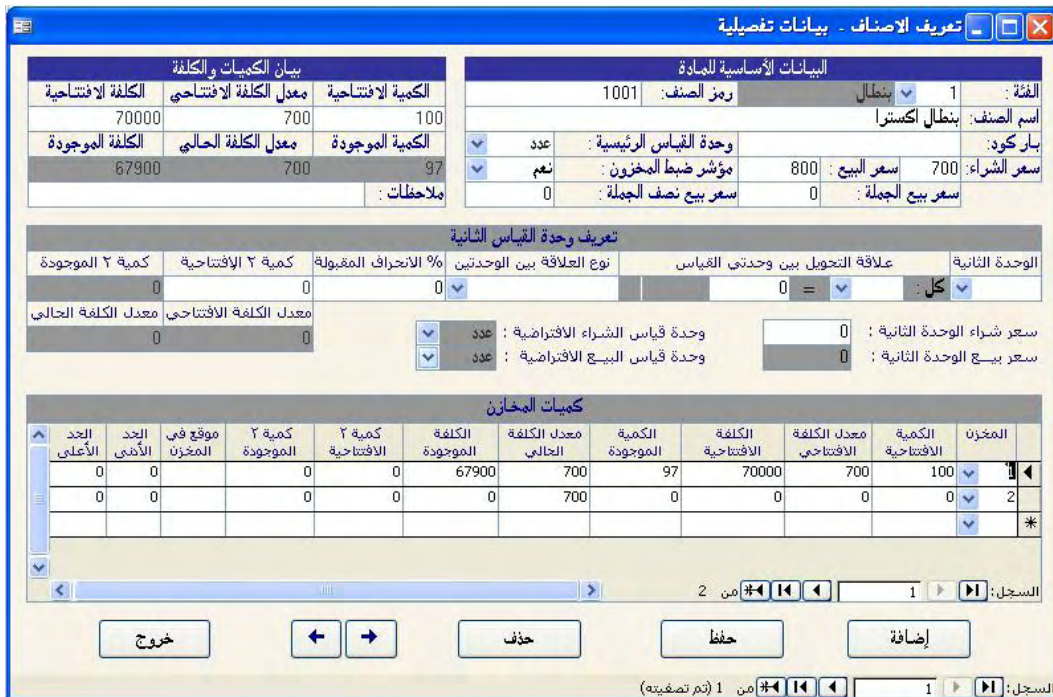 تعريف الاصناف - بيانات تفصيلية
البيانات الأساسية للمادة
الفئة : 1 بنطال رمز الصنف: 1001
اسم الصنف: بنطال اكسترا
باركود: وحدة القياس الرئيسية : عدد
سعر الشراء: 700 سعر البيع : 800 مؤشر ضبط المخزون : نعم
سعر بيع الجملة : 0 سعر بيع نصف الجملة : 0
بيان الكميات والكلفة
الكمية الافتتاحية معدل الكلفة الافتتاحي الكلفة الافتتاحية
100 700 70000
الكمية الموجودة معدل الكلفة الحالي الكلفة الموجودة
97 700 67900
ملاحظات :
تعريف وحدة القياس الثانية
الوحدة الثانية علاقة التحويل بين وحدتي القياس نوع العلاقة بين الوحدتين % الانحراف المقبولة كمية ٢ الإفتتاحية كمية ٢ الموجودة
كل : = 0 0 0 0
معدل الكلفة الافتتاحي معدل الكلفة الحالي
0 0
سعر شراء الوحدة الثانية : 0 وحدة قياس الشراء الافتراضية : عدد
سعر بيــع الوحدة الثانية : 0 وحدة قياس البيــع الافتراضية : عدد
كميات المخازن
المخزن الكمية الافتتاحية معدل الكلفة الافتتاحي الكلفة الافتتاحية الكمية الموجودة معدل الكلفة الحالي الكلفة الموجودة كمية ٢ الافتتاحية كمية ٢ الموجودة موقع في المخزن الحد الأدنى الحد الأعلى
1 100 700 70000 97 700 67900 0 0 0 0
2 0 0 0 0 700 0 0 0 0 0
السجل: 1 من 2
إضافة حفظ حذف خروج
السجل: 1 من 1 (تم تصفيته)